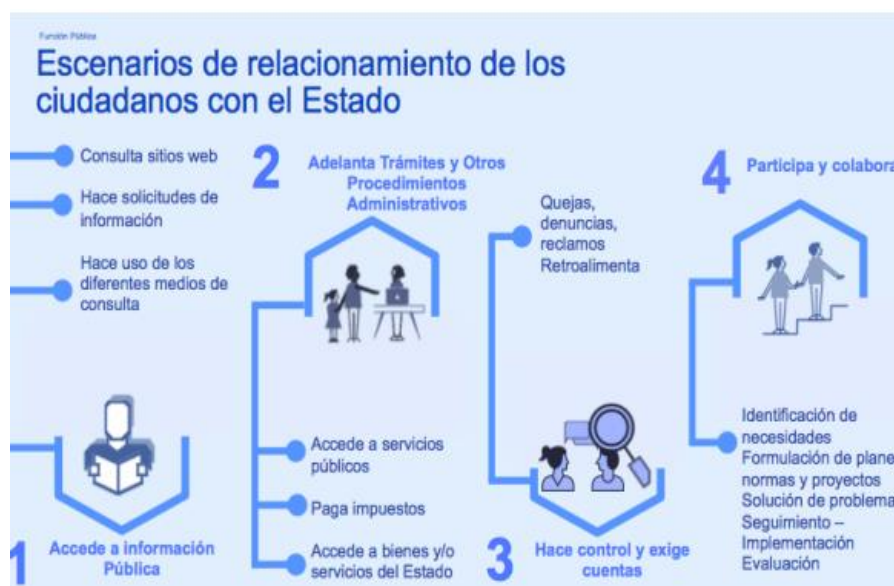 Función Pública
Escenarios de relacionamiento de los
ciudadanos con el Estado
Consulta sitios web
Hace solicitudes de
información
Hace uso de los
diferentes medios de
consulta
1
Accede a información
Pública
2
Adelanta Trámites y Otros
Procedimientos
Administrativos
Accede a servicios
públicos
Paga impuestos
Accede a bienes y/o
servicios del Estado
Quejas,
denuncias,
reclamos
Retroalimenta
3
Hace control y exige
cuentas
4
Participa y colabora
Identificación de
necesidades
Formulación de plane
normas y proyectos
Solución de problema
Seguimiento –
Implementación
Evaluación